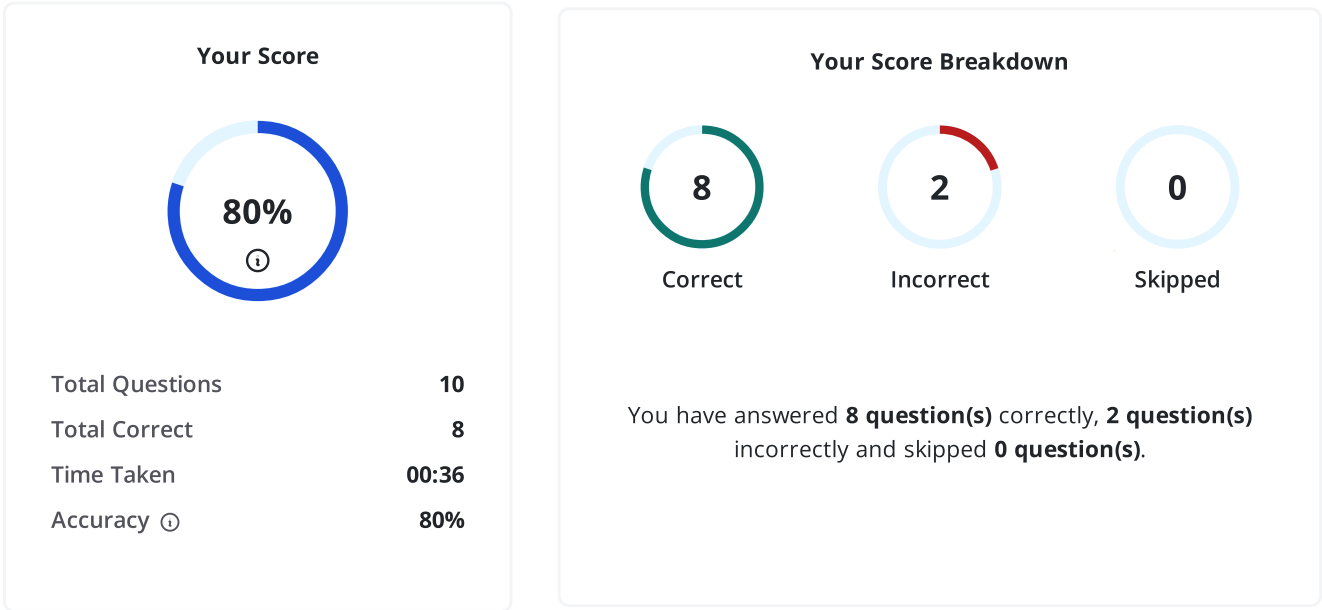 Your Score
80%
Total Questions 10
Total Correct 8
Time Taken 00:36
Accuracy 80%
Your Score Breakdown
8 2 0
Correct Incorrect Skipped
You have answered 8 question(s) correctly, 2 question(s)
incorrectly and skipped 0 question(s).